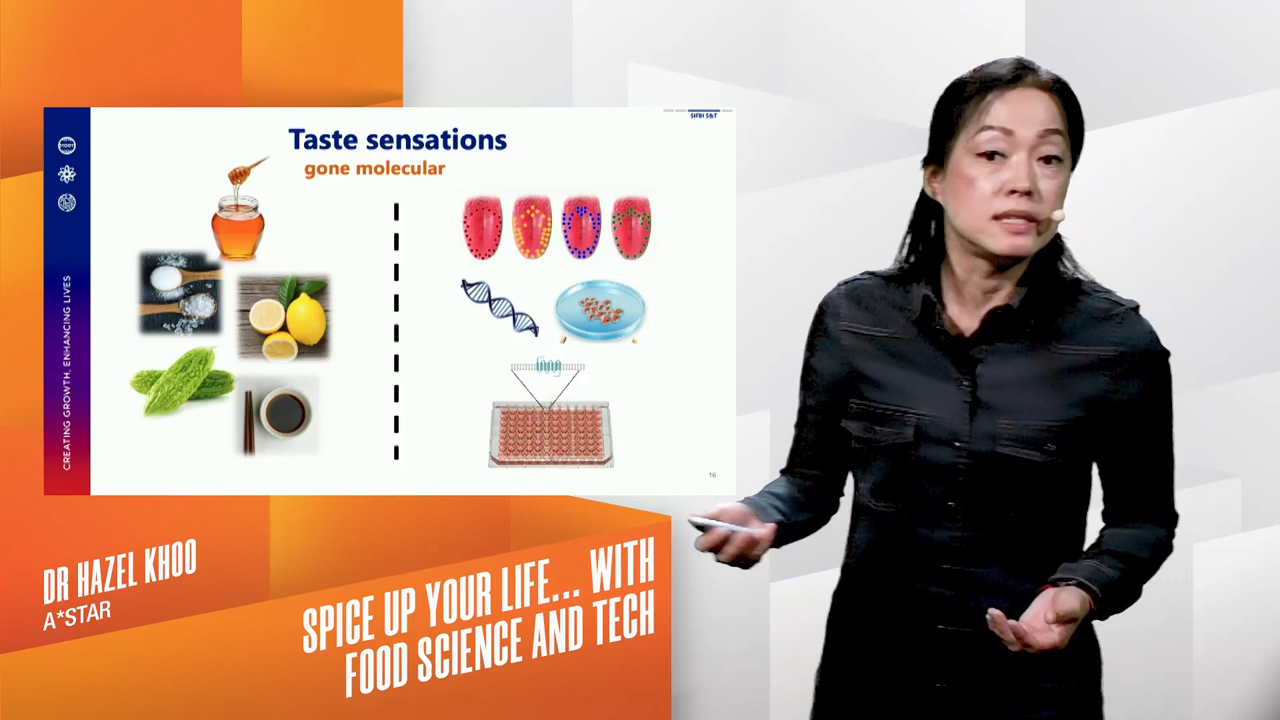 SIFBI S&T
Taste sensations
gone molecular
CREATING GROWTH, ENHANCING LIVES
16
DR HAZEL KHOO
A*STAR
SPICE UP YOUR LIFE... WITH
FOOD SCIENCE AND TECH